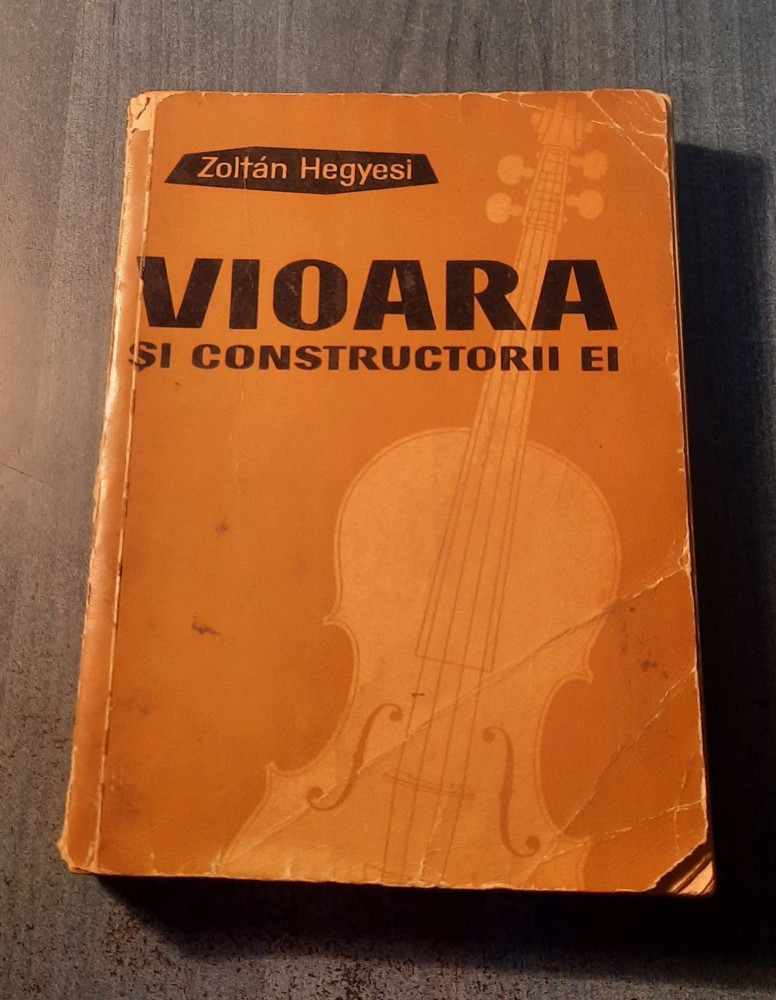 Zoltán Hegyesi
VIOARA
ȘI CONSTRUCTORII EI